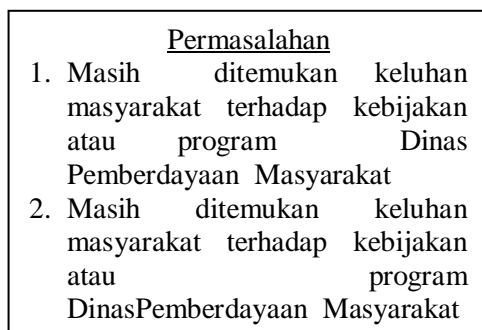 Permasalahan
1. Masih ditemukan keluhan
masyarakat terhadap kebijakan
atau program Dinas
Pemberdayaan Masyarakat
2. Masih ditemukan keluhan
masyarakat terhadap kebijakan
atau program
DinasPemberdayaan Masyarakat